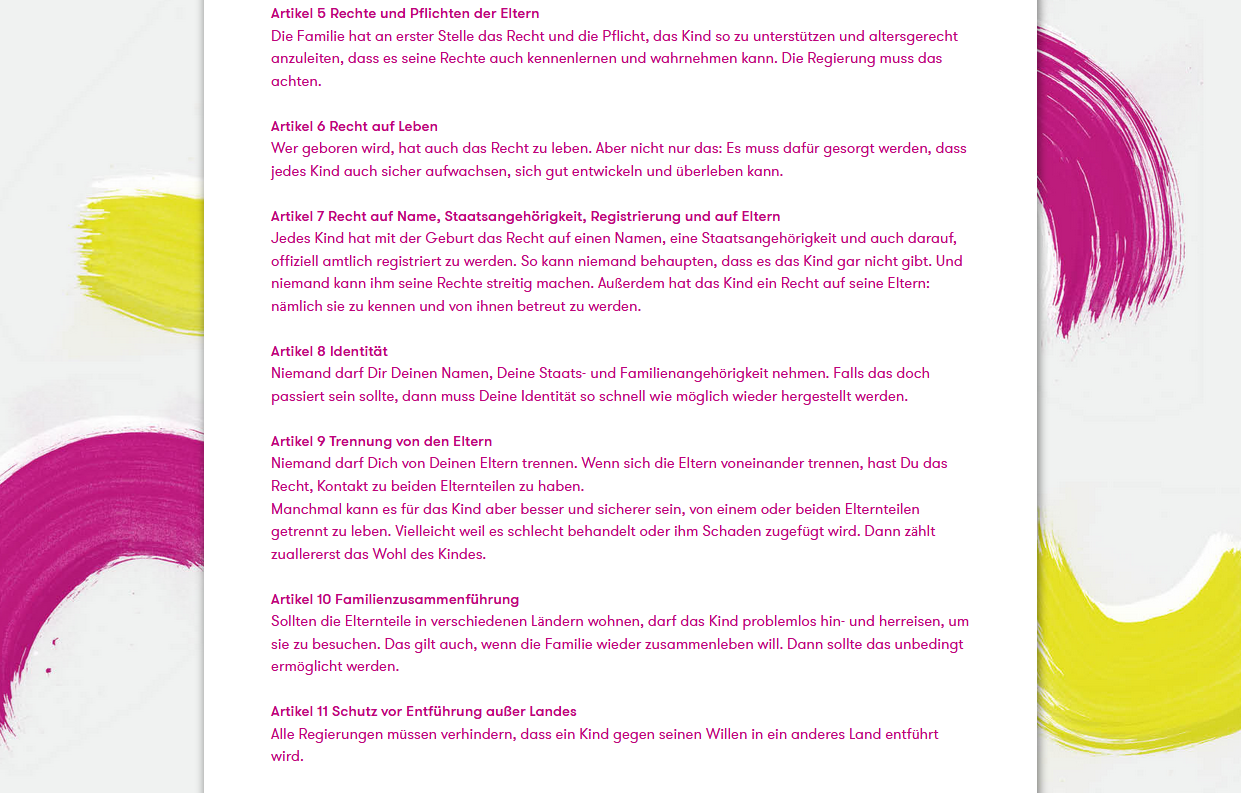 Artikel 5 Rechte und Pflichten der Eltern
Die Familie hat an erster Stelle das Recht und die Pflicht, das Kind so zu unterstützen und altersgerecht
anzuleiten, dass es seine Rechte auch kennenlernen und wahrnehmen kann. Die Regierung muss das
achten.
Artikel 6 Recht auf Leben
Wer geboren wird, hat auch das Recht zu leben. Aber nicht nur das: Es muss dafür gesorgt werden, dass
jedes Kind auch sicher aufwachsen, sich gut entwickeln und überleben kann.
Artikel 7 Recht auf Name, Staatsangehörigkeit, Registrierung und auf Eltern
Jedes Kind hat mit der Geburt das Recht auf einen Namen, eine Staatsangehörigkeit und auch darauf,
offiziell amtlich registriert zu werden. So kann niemand behaupten, dass es das Kind gar nicht gibt. Und
niemand kann ihm seine Rechte streitig machen. Außerdem hat das Kind ein Recht auf seine Eltern:
nämlich sie zu kennen und von ihnen betreut zu werden.
Artikel 8 Identität
Niemand darf Dir Deinen Namen, Deine Staats- und Familienangehörigkeit nehmen. Falls das doch
passiert sein sollte, dann muss Deine Identität so schnell wie möglich wieder hergestellt werden.
Artikel 9 Trennung von den Eltern
Niemand darf Dich von Deinen Eltern trennen. Wenn sich die Eltern voneinander trennen, hast Du das
Recht, Kontakt zu beiden Elternteilen zu haben.
Manchmal kann es für das Kind aber besser und sicherer sein, von einem oder beiden Elternteilen
getrennt zu leben. Vielleicht weil es schlecht behandelt oder ihm Schaden zugefügt wird. Dann zählt
zuallererst das Wohl des Kindes.
Artikel 10 Familienzusammenführung
Sollten die Elternteile in verschiedenen Ländern wohnen, darf das Kind problemlos hin- und herreisen, um
sie zu besuchen. Das gilt auch, wenn die Familie wieder zusammenleben will. Dann sollte das unbedingt
ermöglicht werden.
Artikel 11 Schutz vor Entführung außer Landes
Alle Regierungen müssen verhindern, dass ein Kind gegen seinen Willen in ein anderes Land entführt
wird.